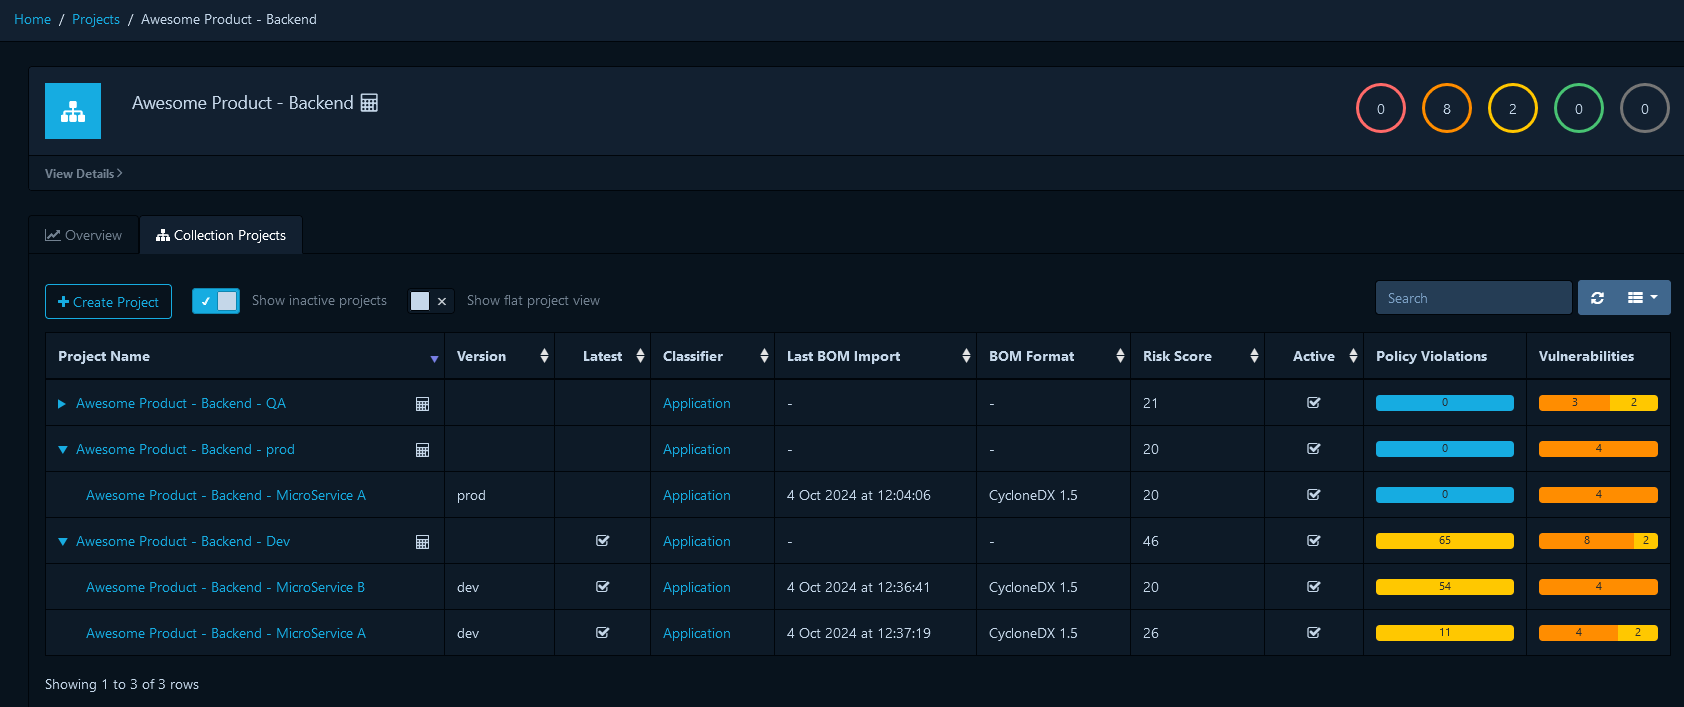 Home / Projects / Awesome Product - Backend
Awesome Product - Backend
0 8 2 0 0
View Details
Overview Collection Projects
Create Project Show inactive projects Show flat project view Search
Project Name Version Latest Classifier Last BOM Import BOM Format Risk Score Active Policy Violations Vulnerabilities
Awesome Product - Backend - QA Application - - 21 0 3 2
Awesome Product - Backend - prod Application - - 20 0 4
Awesome Product - Backend - MicroService A prod Application 4 Oct 2024 at 12:04:06 CycloneDX 1.5 20 0 4
Awesome Product - Backend - Dev Application - - 46 65 8 2
Awesome Product - Backend - MicroService B dev Application 4 Oct 2024 at 12:36:41 CycloneDX 1.5 20 54 4
Awesome Product - Backend - MicroService A dev Application 4 Oct 2024 at 12:37:19 CycloneDX 1.5 26 11 4 2
Showing 1 to 3 of 3 rows